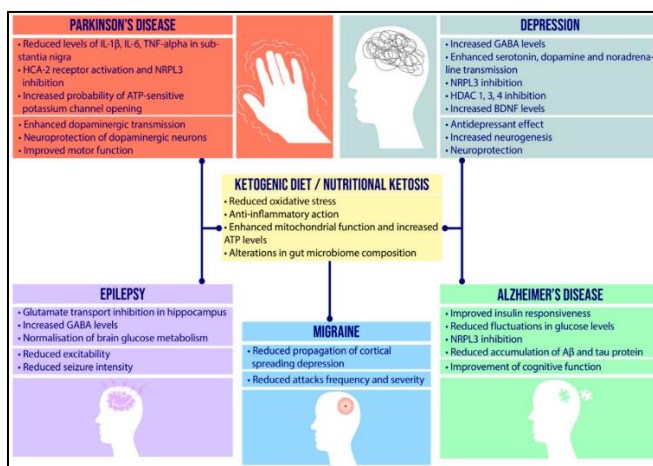 PARKINSON'S DISEASE
• Reduced levels of IL-1β, IL-6, TNF-alpha in sub-
stantia nigra
• HCA-2 receptor activation and NRPL3
inhibition
• Increased probability of ATP-sensitive
potassium channel opening
• Enhanced dopaminergic transmission
• Neuroprotection of dopaminergic neurons
• Improved motor function
DEPRESSION
• Increased GABA levels
• Enhanced serotonin, dopamine and noradrena-
line transmission
• NRPL3 inhibition
• HDAC 1, 3, 4 inhibition
• Increased BDNF levels
• Antidepressant effect
• Increased neurogenesis
• Neuroprotection
KETOGENIC DIET / NUTRITIONAL KETOSIS
• Reduced oxidative stress
• Anti-inflammatory action
• Enhanced mitochondrial function and increased
ATP levels
• Alterations in gut microbiome composition
EPILEPSY
• Glutamate transport inhibition in hippocampus
• Increased GABA levels
• Normalisation of brain glucose metabolism
• Reduced excitability
• Reduced seizure intensity
MIGRAINE
• Reduced propagation of cortical
spreading depression
• Reduced attacks frequency and severity
ALZHEIMER'S DISEASE
• Improved insulin responsiveness
• Reduced fluctuations in glucose levels
• NRPL3 inhibition
• Reduced accumulation of Aβ and tau protein
• Improvement of cognitive function